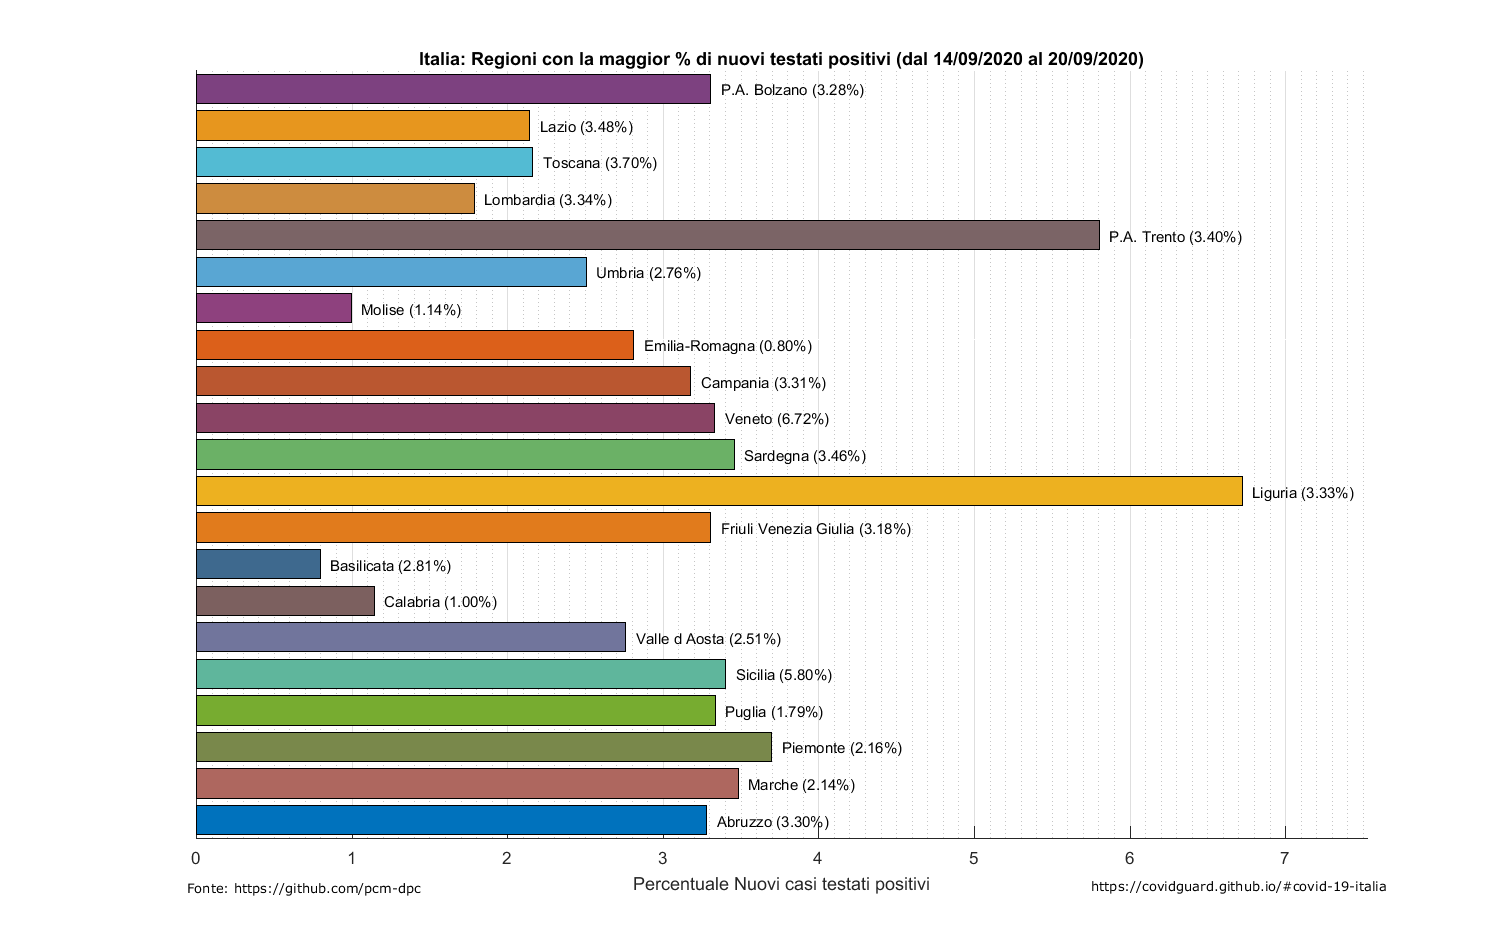 Italia: Regioni con la maggior % di nuovi testati positivi (dal 14/09/2020 al 20/09/2020)
P.A. Bolzano (3.28%)
Lazio (3.48%)
Toscana (3.70%)
Lombardia (3.34%)
P.A. Trento (3.40%)
Umbria (2.76%)
Molise (1.14%)
Emilia-Romagna (0.80%)
Campania (3.31%)
Veneto (6.72%)
Sardegna (3.46%)
Liguria (3.33%)
Friuli Venezia Giulia (3.18%)
Basilicata (2.81%)
Calabria (1.00%)
Valle d Aosta (2.51%)
Sicilia (5.80%)
Puglia (1.79%)
Piemonte (2.16%)
Marche (2.14%)
Abruzzo (3.30%)
0 1 2 3 4 5 6 7
Percentuale Nuovi casi testati positivi
Fonte: https://github.com/pcm-dpc
https://covidguard.github.io/#covid-19-italia